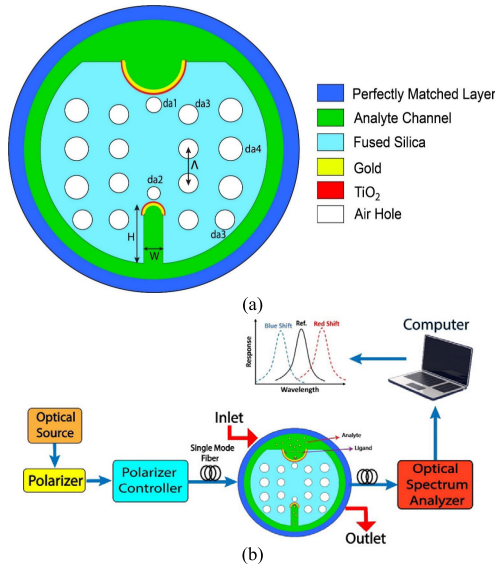 da1
da3
da4
Λ
da2
H
W
da3
Perfectly Matched Layer
Analyte Channel
Fused Silica
Gold
TiO2
Air Hole
(a)
Blue Shift
Ref.
Red Shift
Response
Wavelength
Computer
Optical
Source
Polarizer
Polarizer
Controller
Single Mode
Fiber
Inlet
Analyte
Ligand
Outlet
Optical
Spectrum
Analyzer
(b)